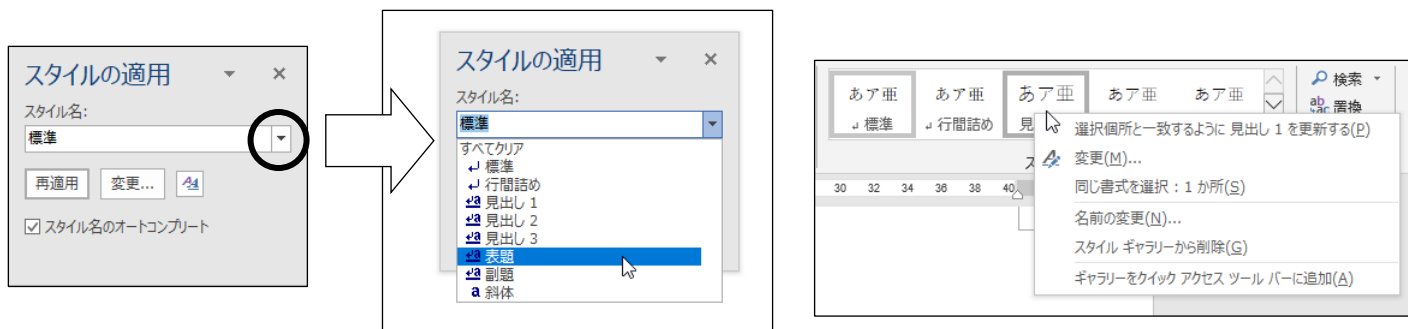 スタイルの適用
スタイル名:
標準
再適用
変更...
スタイル名のオートコンプリート
スタイルの適用
スタイル名:
標準
すべてクリア
標準
行間詰め
見出し 1
見出し 2
見出し 3
表題
副題
a 斜体
あア亜 あア亜 あア亜 あア亜 あア亜
標準 行間詰め 見
検索
置換
選択個所と一致するように 見出し 1 を更新する(P)
変更(M)...
同じ書式を選択 : 1 か所(S)
名前の変更(N)...
スタイル ギャラリーから削除(G)
ギャラリーをクイック アクセス ツール バーに追加(A)
ス
30 32 34 36 38 40